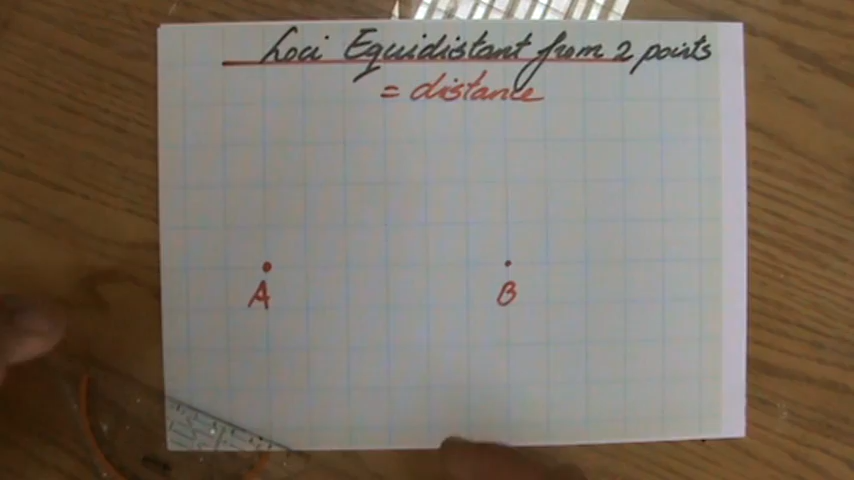 Loci Equidistant from 2 points
= distance
A
B